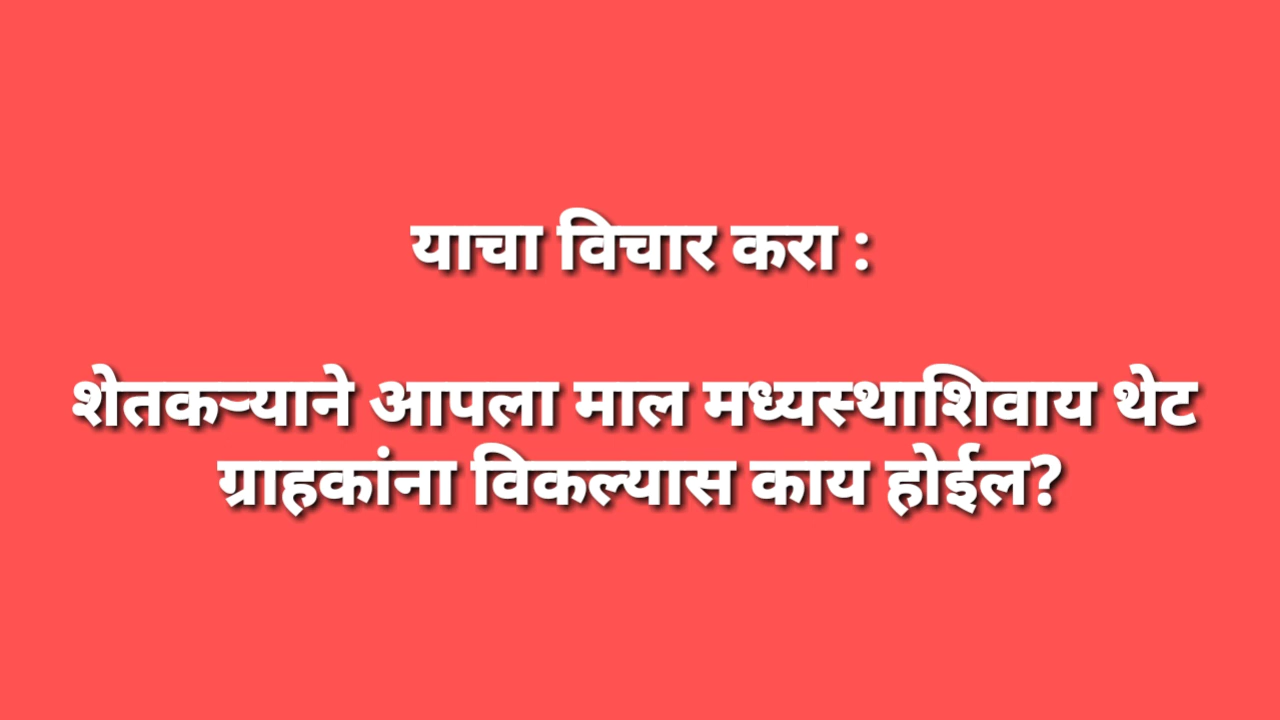 याचा विचार करा :
शेतकऱ्याने आपला माल मध्यस्थाशिवाय थेट
ग्राहकांना विकल्यास काय होईल?